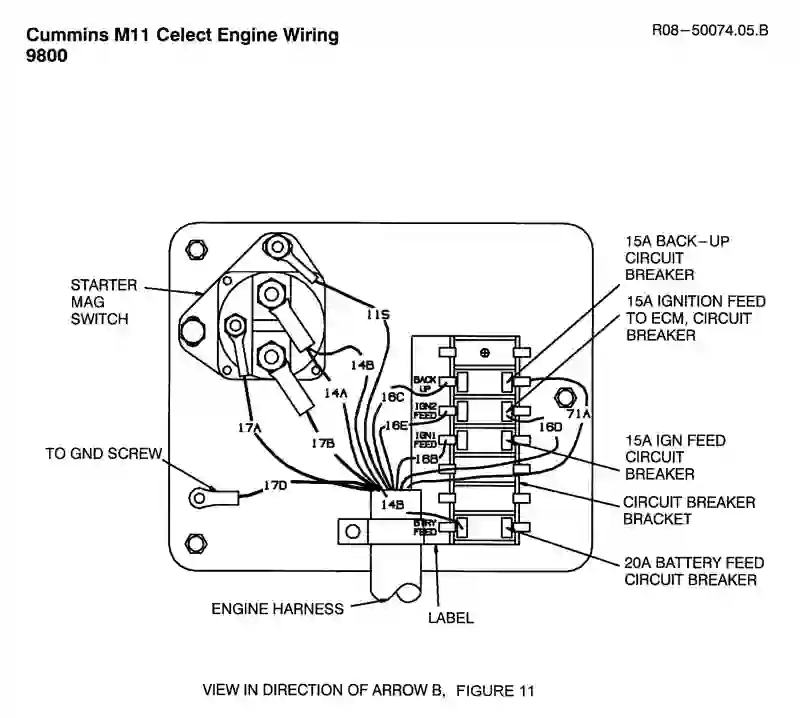 Cummins M11 Celect Engine Wiring
9800
R08-50074.05.B
15A BACK-UP
CIRCUIT
BREAKER
STARTER
MAG
SWITCH
15A IGNITION FEED
TO ECM, CIRCUIT
BREAKER
11S
14B
14A
16C
BACK
UP
IGN2
FEED
16E
71A
16D
17A
17B
IGN1
FEED
16B
15A IGN FEED
CIRCUIT
BREAKER
TO GND SCREW
17D
14B
BTRY
FEED
CIRCUIT BREAKER
BRACKET
20A BATTERY FEED
CIRCUIT BREAKER
ENGINE HARNESS
LABEL
VIEW IN DIRECTION OF ARROW B, FIGURE 11